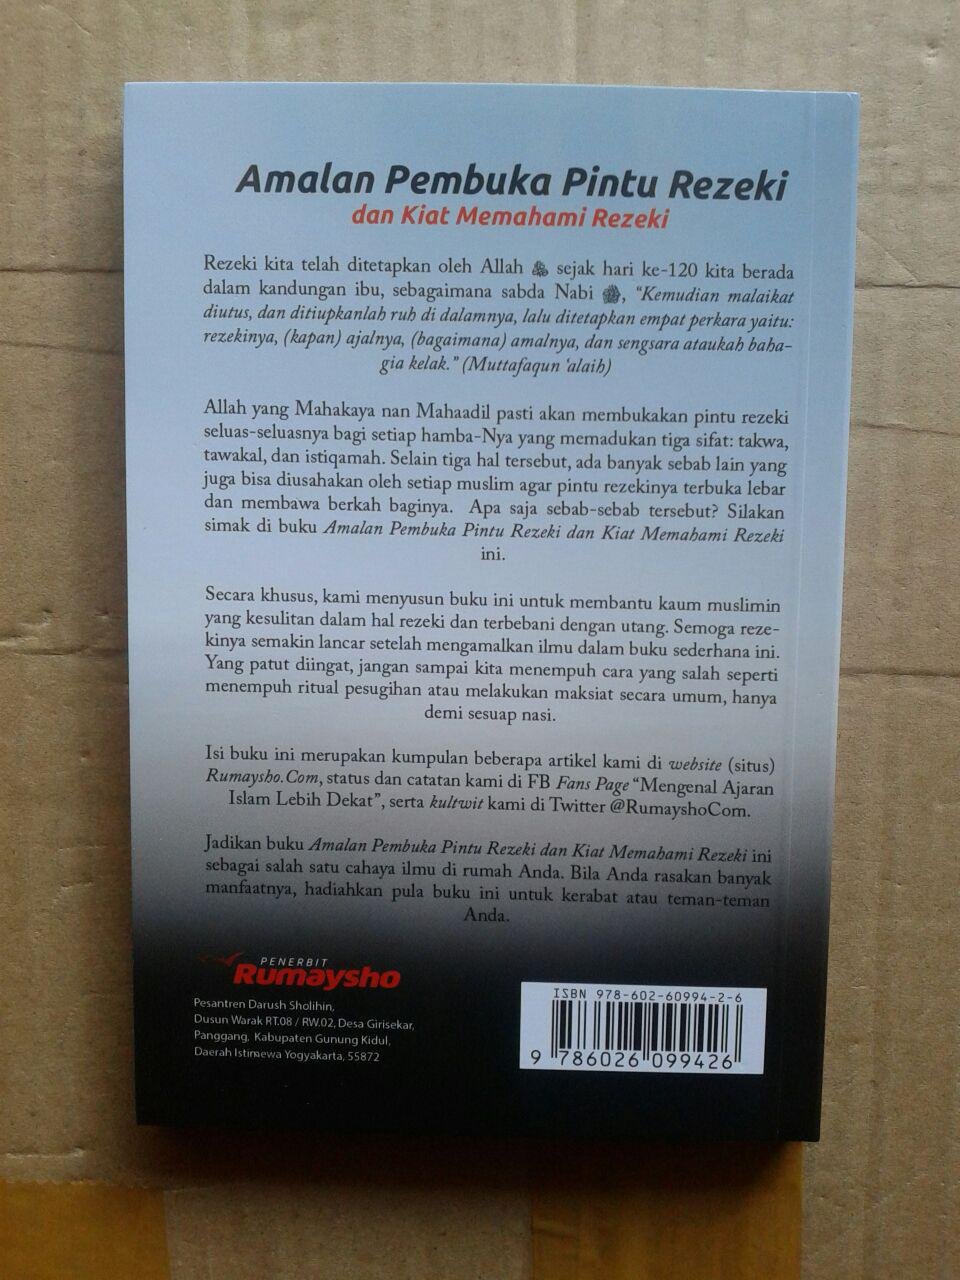 Amalan Pembuka Pintu Rezeki
dan Kiat Memahami Rezeki
Rezeki kita telah ditetapkan oleh Allah ﷻ sejak hari ke-120 kita berada
dalam kandungan ibu, sebagaimana sabda Nabi ﷺ, “Kemudian malaikat
diutus, dan ditiupkanlah ruh di dalamnya, lalu ditetapkan empat perkara yaitu:
rezekinya, (kapan) ajalnya, (bagaimana) amalnya, dan sengsara ataukah baha-
gia kelak.” (Muttafaqun ‘alaih)
Allah yang Mahakaya nan Mahaadil pasti akan membukakan pintu rezeki
seluas-seluasnya bagi setiap hamba-Nya yang memadukan tiga sifat: takwa,
tawakal, dan istiqamah. Selain tiga hal tersebut, ada banyak sebab lain yang
juga bisa diusahakan oleh setiap muslim agar pintu rezekinya terbuka lebar
dan membawa berkah baginya. Apa saja sebab-sebab tersebut? Silakan
simak di buku Amalan Pembuka Pintu Rezeki dan Kiat Memahami Rezeki
ini.
Secara khusus, kami menyusun buku ini untuk membantu kaum muslimin
yang kesulitan dalam hal rezeki dan terbebani dengan utang. Semoga reze-
kinya semakin lancar setelah mengamalkan ilmu dalam buku sederhana ini.
Yang patut diingat, jangan sampai kita menempuh cara yang salah seperti
menempuh ritual pesugihan atau melakukan maksiat secara umum, hanya
demi sesuap nasi.
Isi buku ini merupakan kumpulan beberapa artikel kami di website (situs)
Rumaysho.Com, status dan catatan kami di FB Fans Page “Mengenal Ajaran
Islam Lebih Dekat”, serta kultwit kami di Twitter @RumayshoCom.
Jadikan buku Amalan Pembuka Pintu Rezeki dan Kiat Memahami Rezeki ini
sebagai salah satu cahaya ilmu di rumah Anda. Bila Anda rasakan banyak
manfaatnya, hadiahkan pula buku ini untuk kerabat atau teman-teman
Anda.
PENERBIT
Rumaysho
Pesantren Darush Sholihin,
Dusun Warak RT.08 / RW.02, Desa Girisekar,
Panggang, Kabupaten Gunung Kidul,
Daerah Istimewa Yogyakarta, 55872
ISBN 978-602-60994-2-6
9 786026 099426